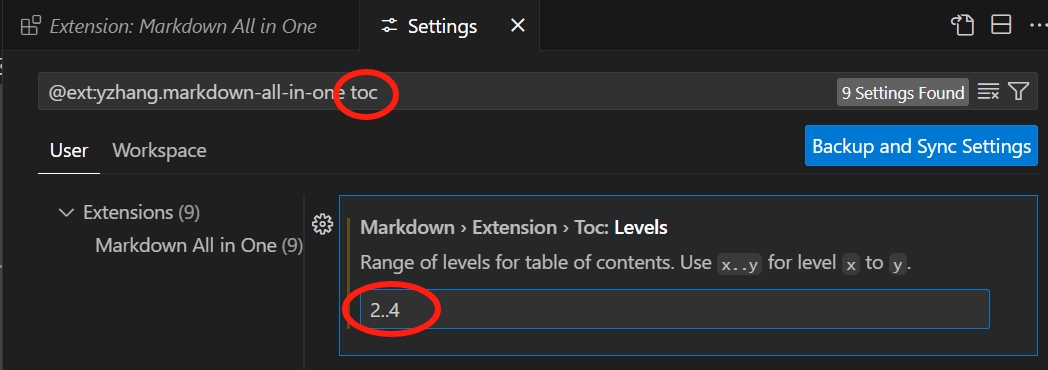 Extension: Markdown All in One
Settings
@ext:yzhang.markdown-all-in-one toc
9 Settings Found
User
Workspace
Backup and Sync Settings
Extensions (9)
Markdown All in One (9)
Markdown › Extension › Toc: Levels
Range of levels for table of contents. Use x..y for level x to y.
2..4